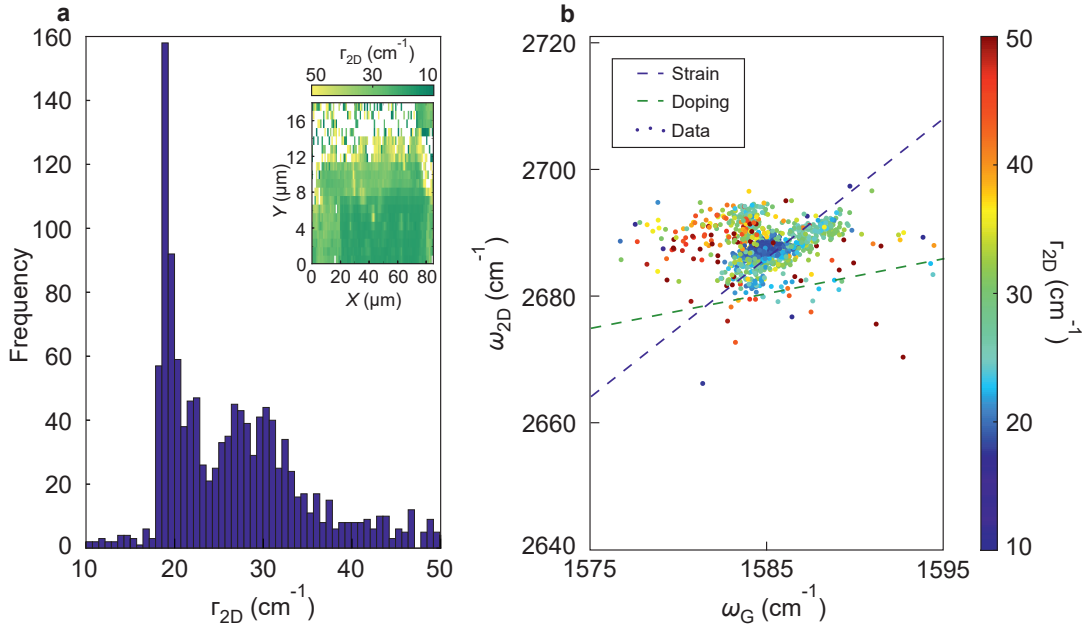 a
160
140
120
100
80
60
40
20
0
Frequency
10 20 30 40 50
Γ2D (cm-1)
Γ2D (cm-1)
50 30 10
16
12
8
4
0
Y (μm)
0 20 40 60 80
X (μm)
b
2721
2700
2680
2660
2640
ω2D (cm-1)
Strain
Doping
Data
1575 1585 1595
ωG (cm-1)
50
40
30
20
10
Γ2D (cm-1)